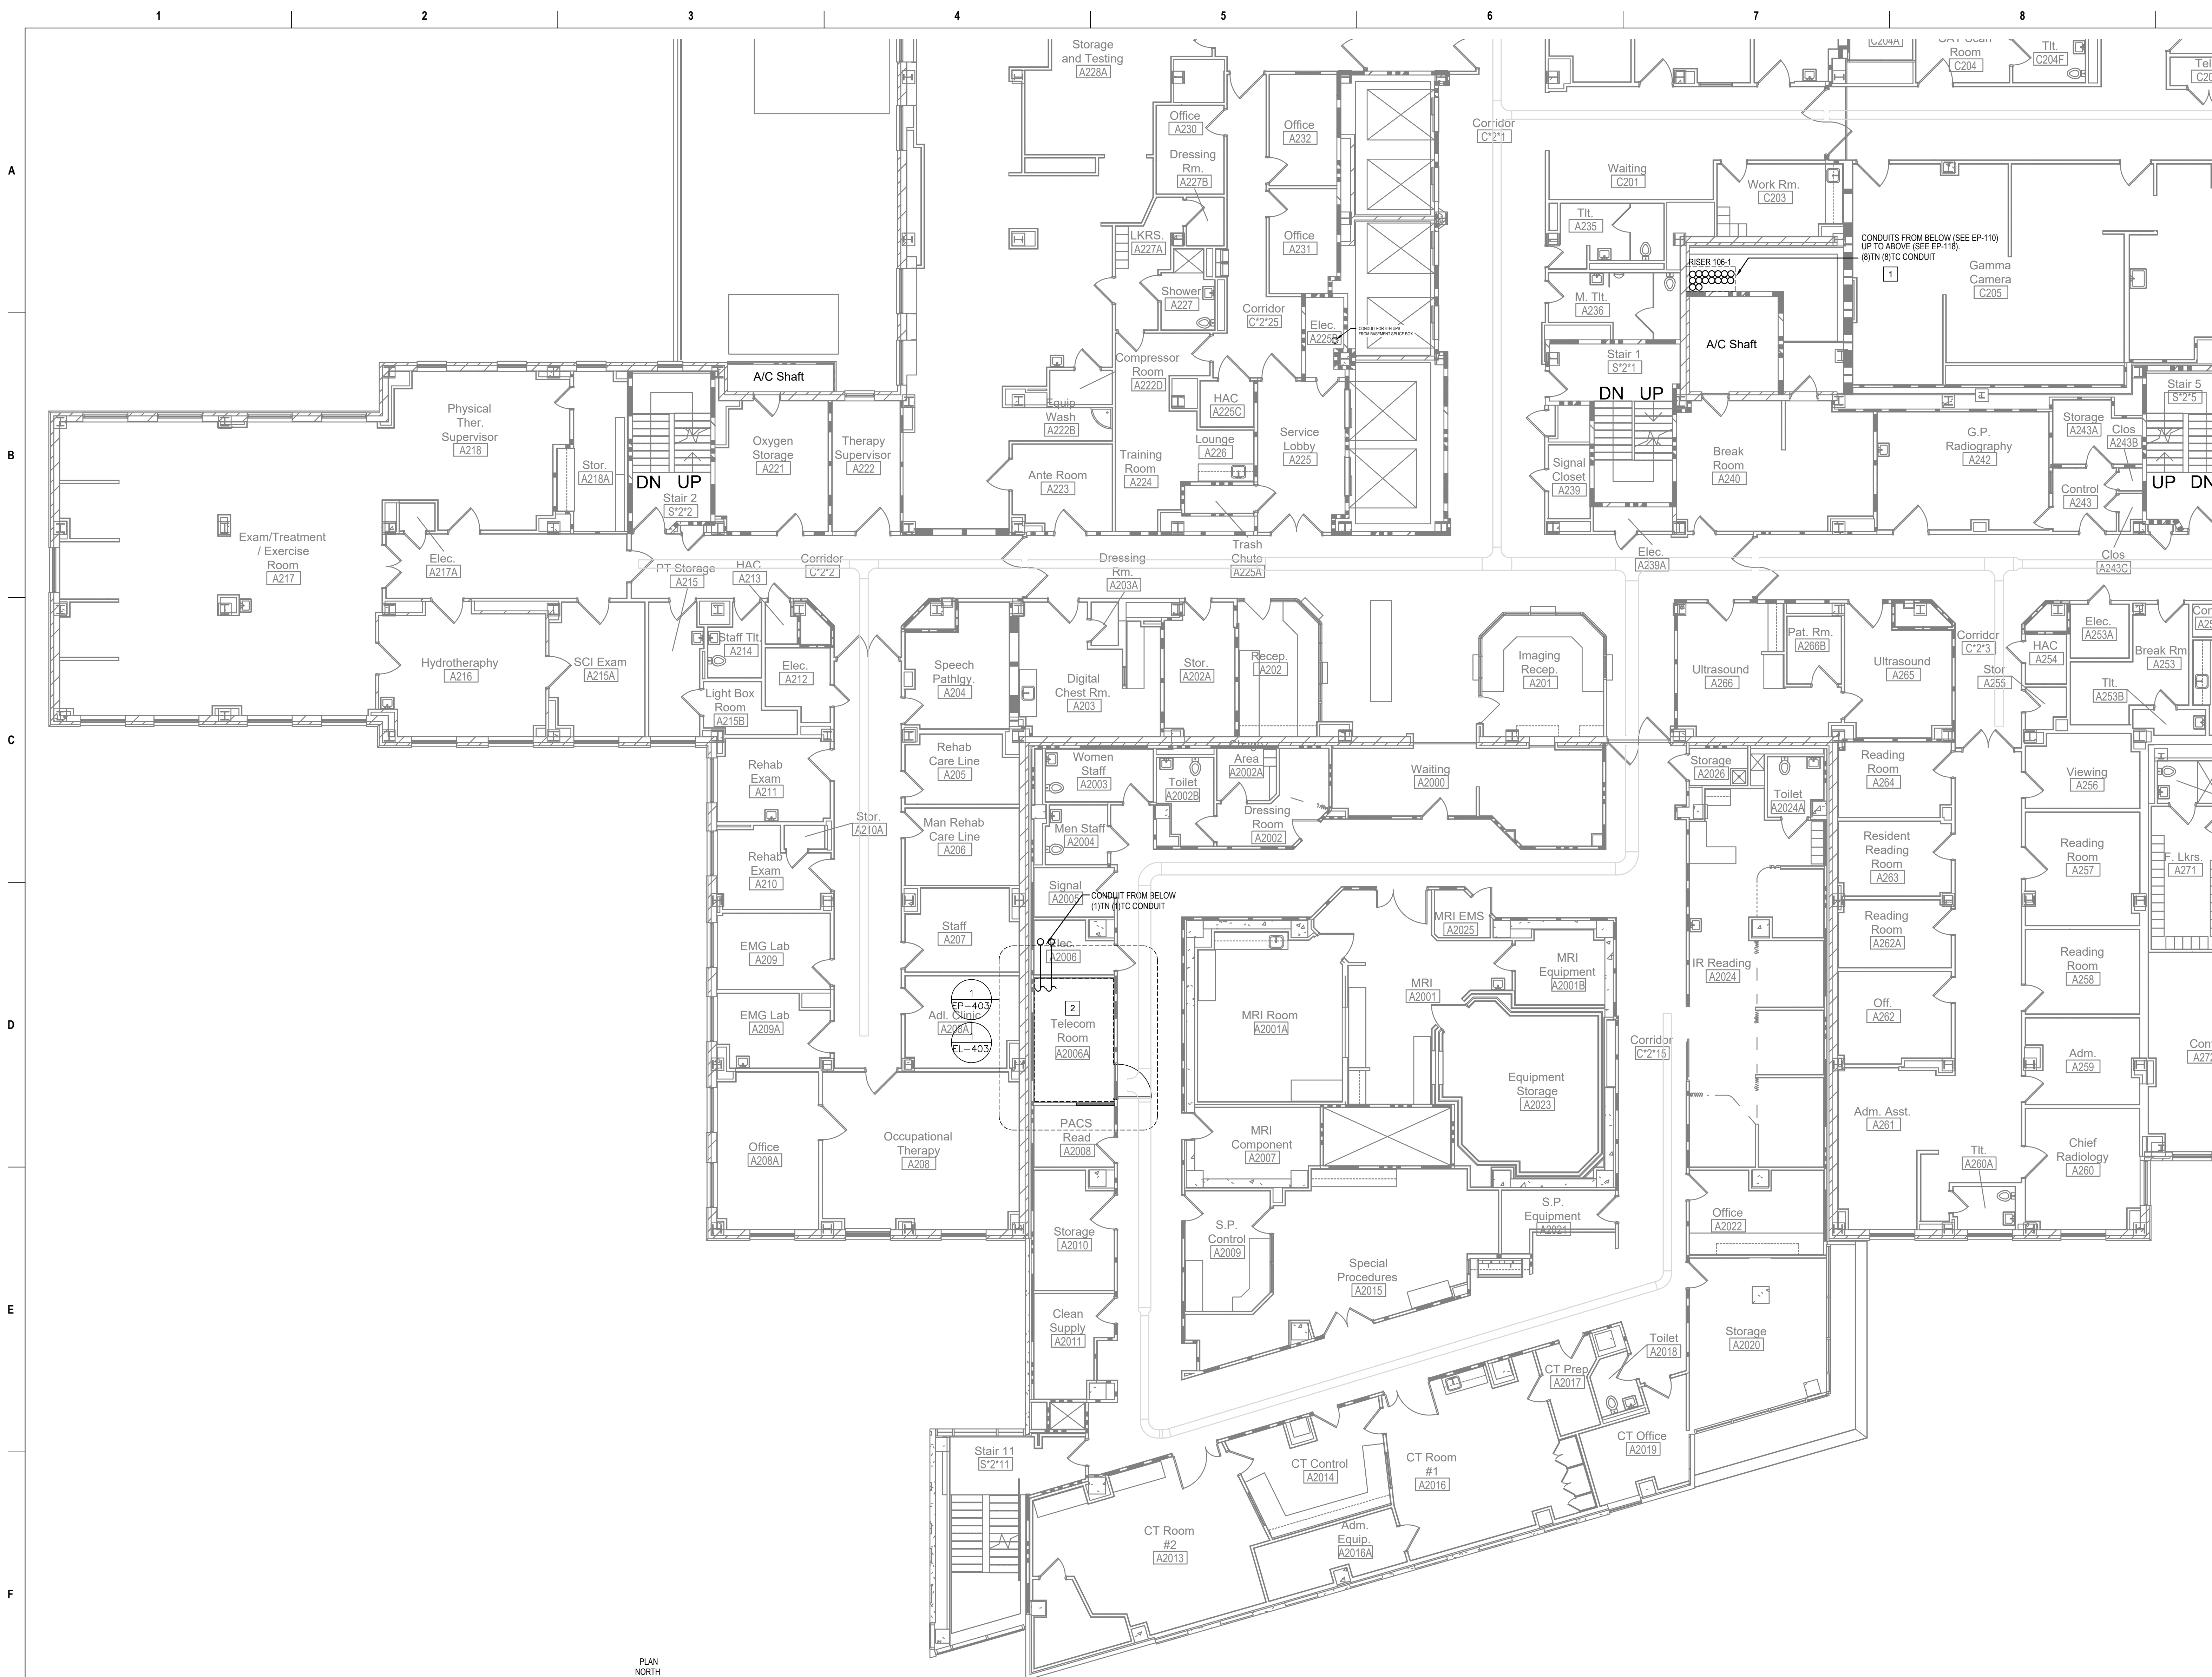 1
2
3
4
5
6
7
8
A
B
C
D
E
F
Storage
and Testing
A228A
Office
A230
Dressing
Rm.
A227B
LKRS.
A227A
Shower
A227
Office
A232
Office
A231
Corridor
C*2*25
Elec.
CONDUIT FOR 4TH UPS
FROM BASEMENT SPLICE BOX
Corridor
C*2*1
C204A
Room
C204
Tlt.
C204F
Waiting
C201
Work Rm.
C203
Tlt.
A235
M. Tlt.
A236
RISER 106-1
CONDUITS FROM BELOW (SEE EP-110)
UP TO ABOVE (SEE EP-118).
(8)TN (8)TC CONDUIT
1
Gamma
Camera
C205
A/C Shaft
Stair 1
S*2*1
DN UP
A/C Shaft
Compressor
Room
A222D
Equip
Wash
A222B
HAC
A225C
Lounge
A226
Service
Lobby
A225
Training
Room
A224
Ante Room
A223
Physical
Ther.
Supervisor
A218
Stor.
A218A
DN UP
Stair 2
S*2*2
Oxygen
Storage
A221
Therapy
Supervisor
A222
Signal
Closet
A239
Break
Room
A240
G.P.
Radiography
A242
Storage
A243A
Clos
A243B
Control
A243
Stair 5
S*2*5
UP DN
Exam/Treatment
/ Exercise
Room
A217
Elec.
A217A
PT Storage
A215
HAC
A213
Corridor
C*2*2
Dressing
Rm.
A203A
Trash
Chute
A225A
Elec.
A239A
Clos
A243C
Hydrotheraphy
A216
SCI Exam
A215A
Staff Tlt.
A214
Light Box
Room
A215B
Elec.
A212
Speech
Pathlgy.
A204
Digital
Chest Rm.
A203
Stor.
A202A
Recep.
A202
Imaging
Recep.
A201
Ultrasound
A266
Pat. Rm.
A266B
Ultrasound
A265
Corridor
C*2*3
Stor
A255
HAC
A254
Elec.
A253A
Break Rm
A253
Tlt.
A253B
Rehab
Exam
A211
Rehab
Care Line
A205
Women
Staff
A2003
Toilet
A2002B
Area
A2002A
Dressing
Room
A2002
Waiting
A2000
Storage
A2026
Toilet
A2024A
Reading
Room
A264
Viewing
A256
Stor.
A210A
Man Rehab
Care Line
A206
Men Staff
A2004
Rehab
Exam
A210
Resident
Reading
Room
A263
Reading
Room
A257
F. Lkrs.
A271
Signal
A2005
CONDUIT FROM BELOW
(1)TN (1)TC CONDUIT
Staff
A207
Elec.
A2006
EMG Lab
A209
MRI EMS
A2025
MRI
Equipment
A2001B
MRI
A2001
MRI Room
A2001A
IR Reading
A2024
Reading
Room
A262A
Reading
Room
A258
1
EP-403
1
EL-403
Adl. Clinic
A208A
2
Telecom
Room
A2006A
EMG Lab
A209A
Off.
A262
Adm.
A259
Corridor
C*2*15
Equipment
Storage
A2023
PACS
Read
A2008
MRI
Component
A2007
Office
A208A
Occupational
Therapy
A208
Adm. Asst.
A261
Tlt.
A260A
Chief
Radiology
A260
Storage
A2010
S.P.
Control
A2009
S.P.
Equipment
A2021
Office
A2022
Special
Procedures
A2015
Clean
Supply
A2011
Storage
A2020
Toilet
A2018
CT Prep
A2017
CT Office
A2019
Stair 11
S*2*11
CT Control
A2014
CT Room
#1
A2016
CT Room
#2
A2013
Adm.
Equip.
A2016A
PLAN
NORTH